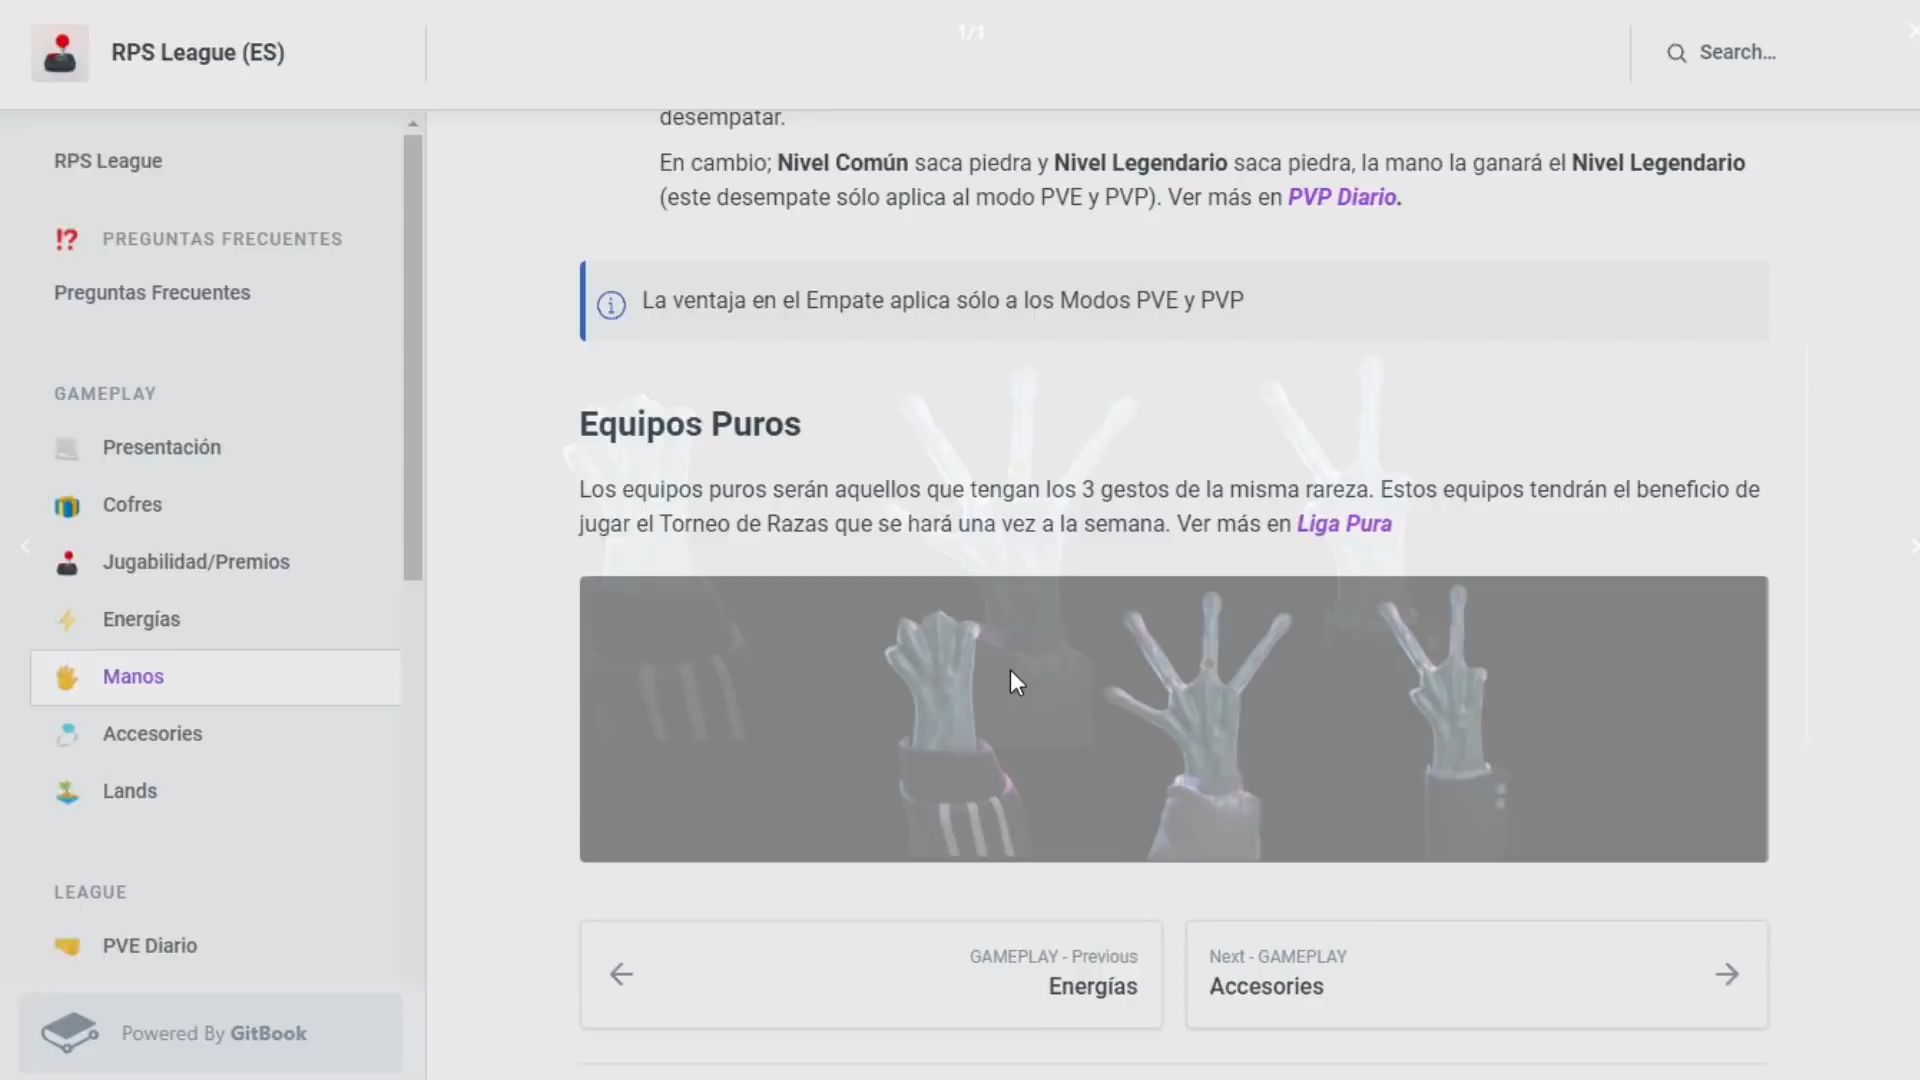 RPS League (ES)
1/1
Search...
RPS League
⁉ PREGUNTAS FRECUENTES
Preguntas Frecuentes
GAMEPLAY
Presentación
Cofres
Jugabilidad/Premios
Energías
Manos
Accesories
Lands
LEAGUE
PVE Diario
Powered By GitBook
desempatar.
En cambio; Nivel Común saca piedra y Nivel Legendario saca piedra, la mano la ganará el Nivel Legendario
(este desempate sólo aplica al modo PVE y PVP). Ver más en PVP Diario.
La ventaja en el Empate aplica sólo a los Modos PVE y PVP
Equipos Puros
Los equipos puros serán aquellos que tengan los 3 gestos de la misma rareza. Estos equipos tendrán el beneficio de
jugar el Torneo de Razas que se hará una vez a la semana. Ver más en Liga Pura
GAMEPLAY - Previous
Energías
Next - GAMEPLAY
Accesories